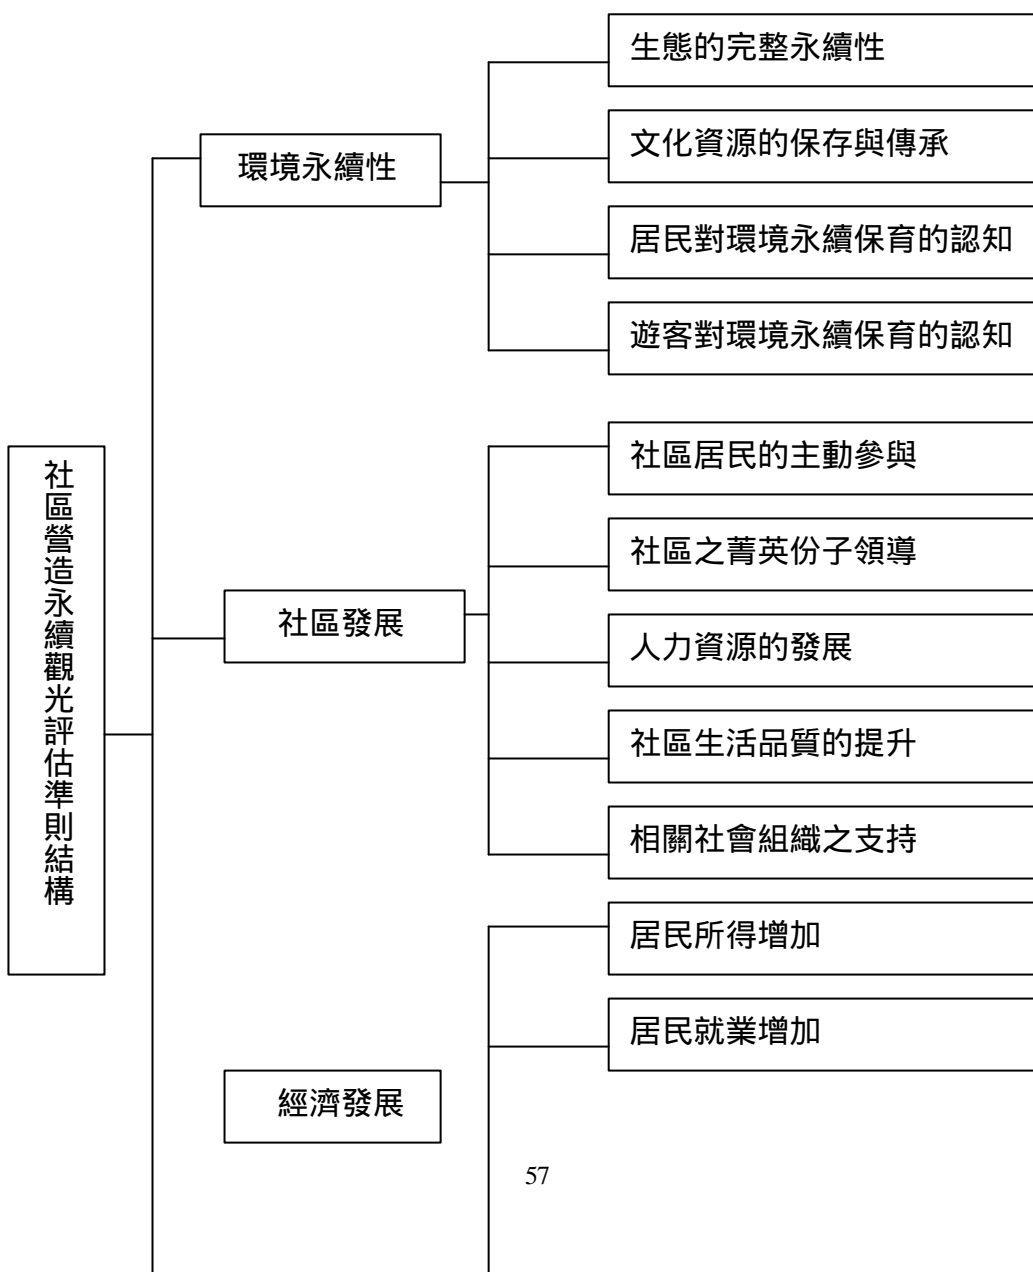 社區營造永續觀光評估準則結構
環境永續性
生態的完整永續性
文化資源的保存與傳承
居民對環境永續保育的認知
遊客對環境永續保育的認知
社區發展
社區居民的主動參與
社區之菁英份子領導
人力資源的發展
社區生活品質的提升
相關社會組織之支持
經濟發展
居民所得增加
居民就業增加
57